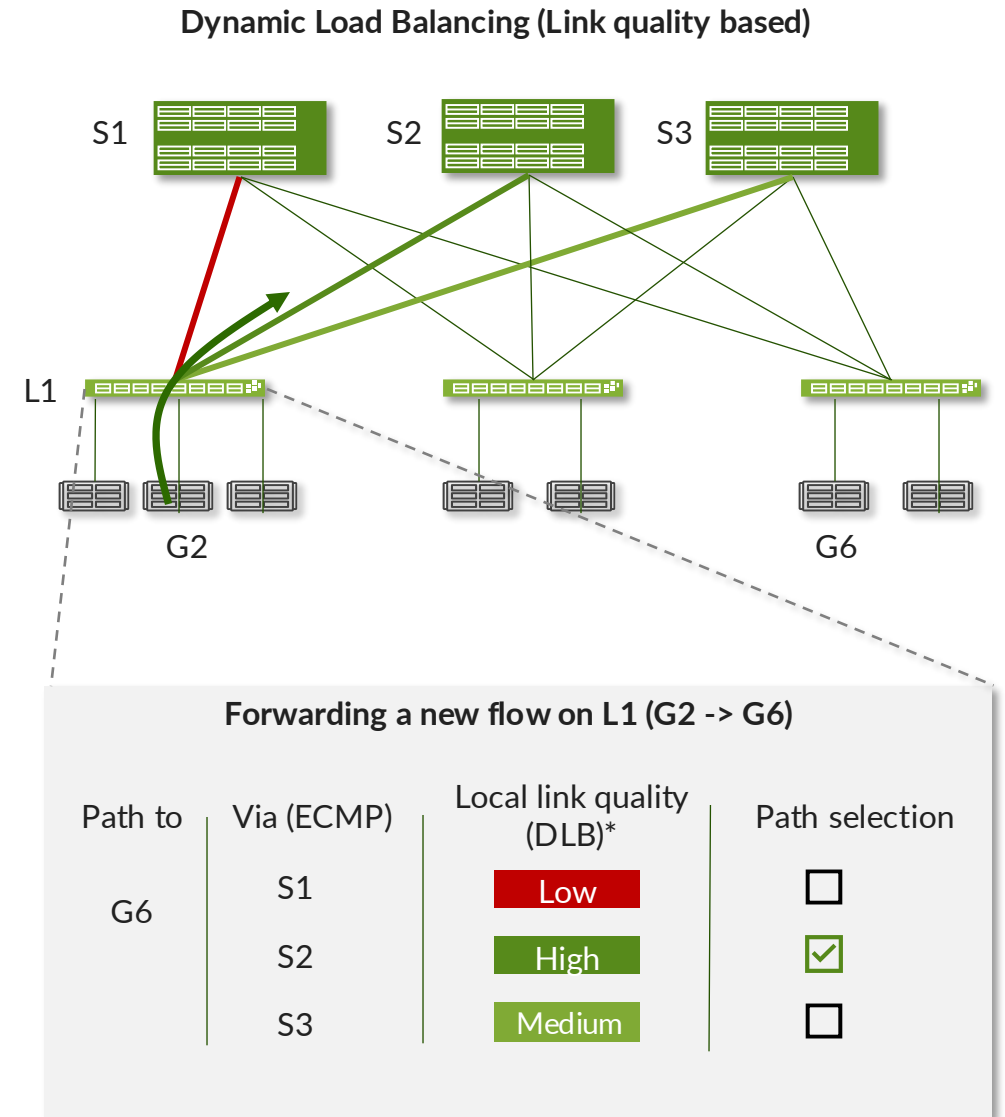 Dynamic Load Balancing (Link quality based)
S1
S2
S3
L1
G2
G6
Forwarding a new flow on L1 (G2 -> G6)
Path to
Via (ECMP)
Local link quality
(DLB)*
Path selection
G6
S1
Low
S2
High
S3
Medium